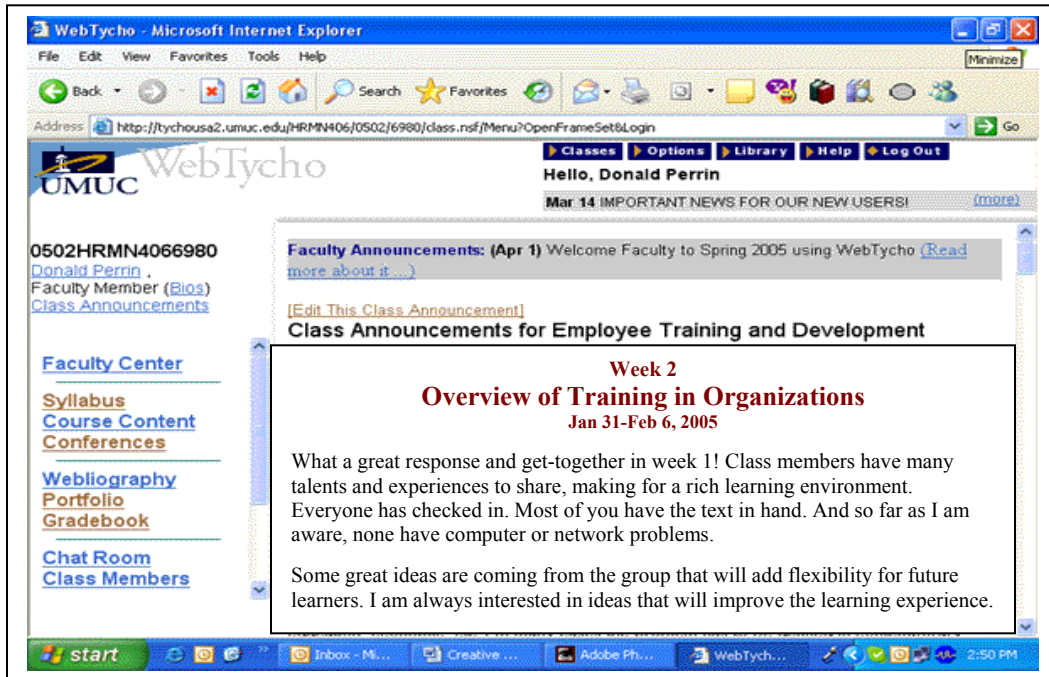 WebTycho - Microsoft Internet Explorer
File Edit View Favorites Tools Help
Minimize
Back Search Favorites
Address http://tychousa2.umuc.edu/HRMN406/0502/6980/class.nsf/Menu?OpenFrameSet&Login Go
UMUC WebTycho
Classes Options Library Help Log Out
Hello, Donald Perrin
Mar 14 IMPORTANT NEWS FOR OUR NEW USERS! (more)
0502HRMN4066980
Donald Perrin ,
Faculty Member (Bios)
Class Announcements
Faculty Center
Syllabus
Course Content
Conferences
Webliography
Portfolio
Gradebook
Chat Room
Class Members
Faculty Announcements: (Apr 1) Welcome Faculty to Spring 2005 using WebTycho (Read
more about it ...)
[Edit This Class Announcement]
Class Announcements for Employee Training and Development
Week 2
Overview of Training in Organizations
Jan 31-Feb 6, 2005
What a great response and get-together in week 1! Class members have many
talents and experiences to share, making for a rich learning environment.
Everyone has checked in. Most of you have the text in hand. And so far as I am
aware, none have computer or network problems.
Some great ideas are coming from the group that will add flexibility for future
learners. I am always interested in ideas that will improve the learning experience.
start Inbox - Mi... Creative ... Adobe Ph... WebTych... 2:50 PM